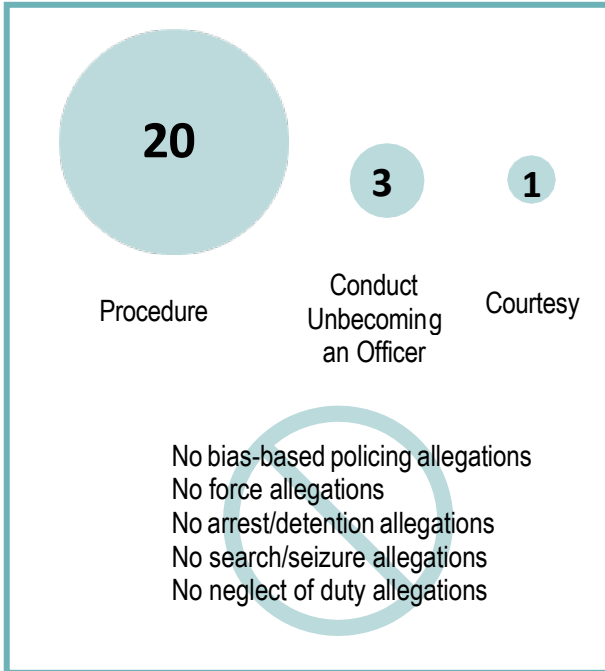 20
3
1
Procedure
Conduct
Unbecoming
an Officer
Courtesy
No bias-based policing allegations
No force allegations
No arrest/detention allegations
No search/seizure allegations
No neglect of duty allegations